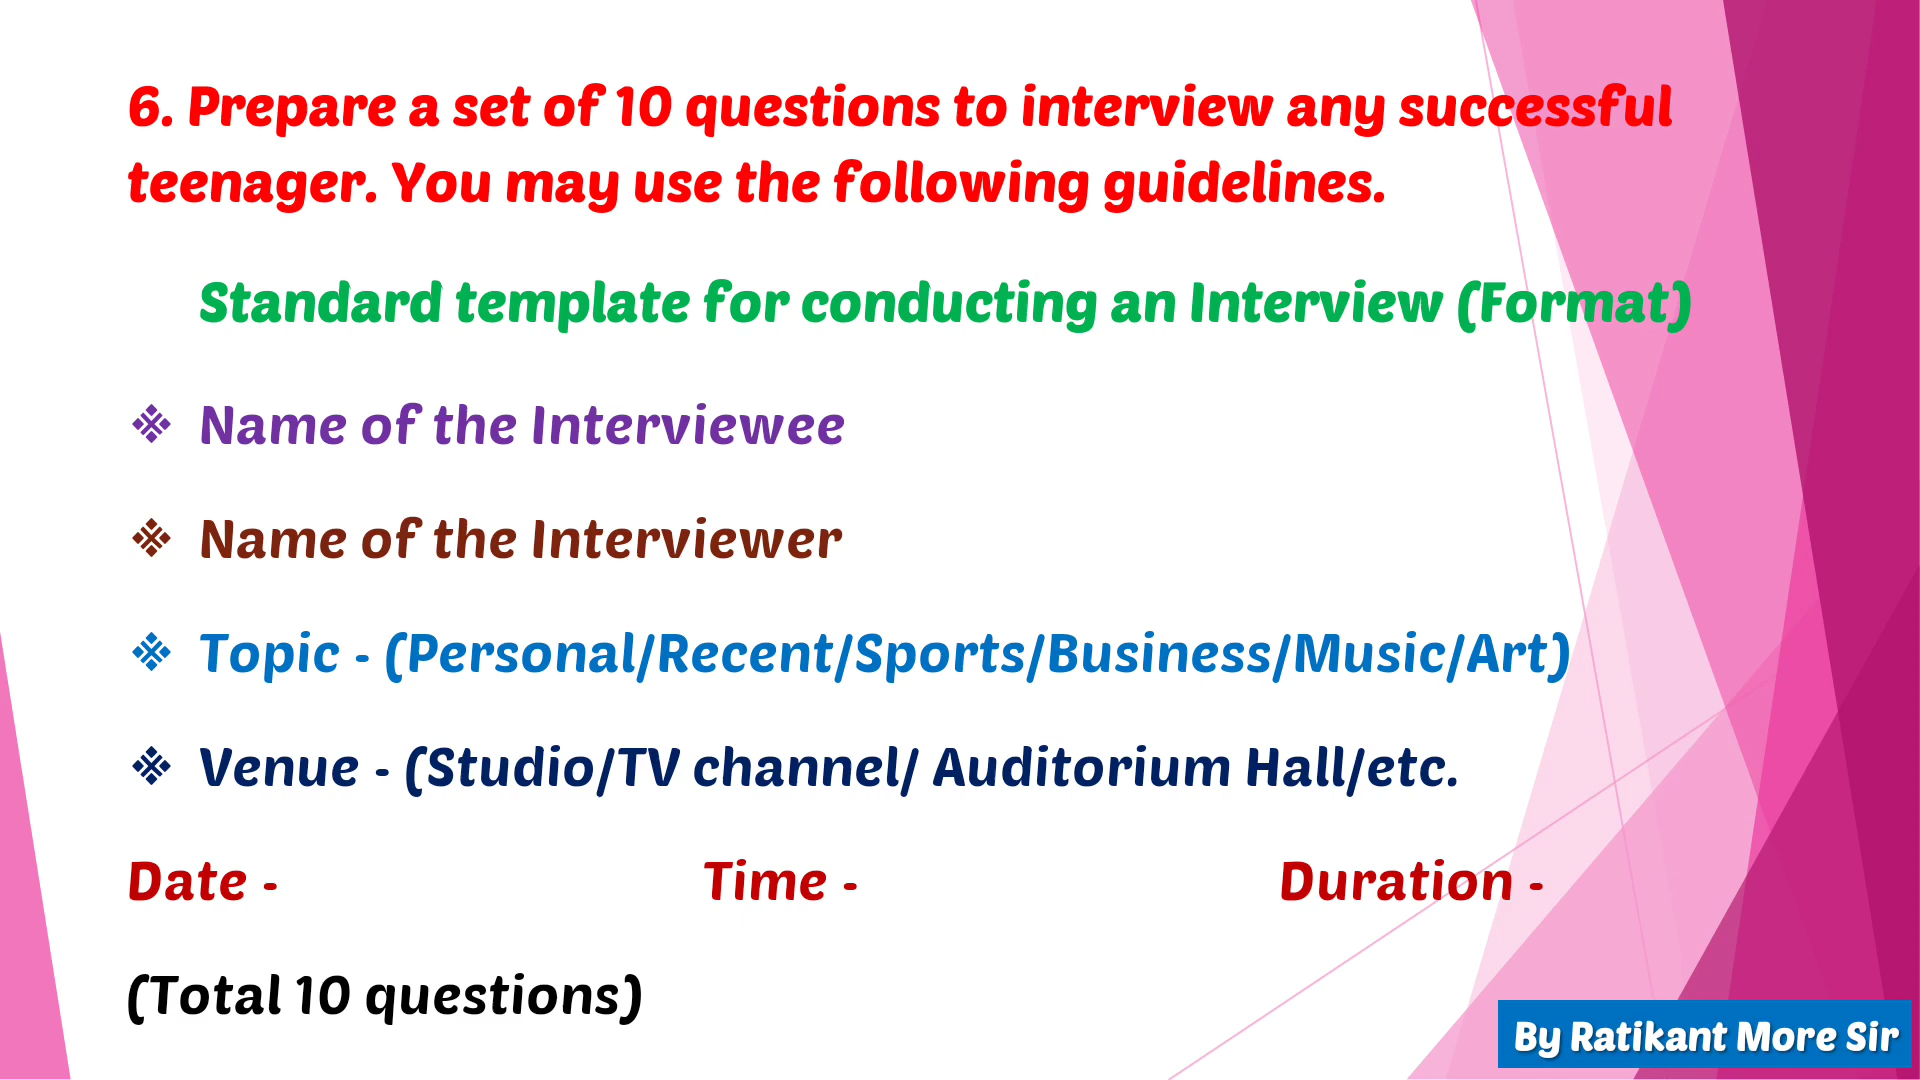 6. Prepare a set of 10 questions to interview any successful
teenager. You may use the following guidelines.
Standard template for conducting an Interview (Format)
❖ Name of the Interviewee
❖ Name of the Interviewer
❖ Topic - (Personal/Recent/Sports/Business/Music/Art)
❖ Venue - (Studio/TV channel/ Auditorium Hall/etc.
Date - Time - Duration -
(Total 10 questions)
By Ratikant More Sir